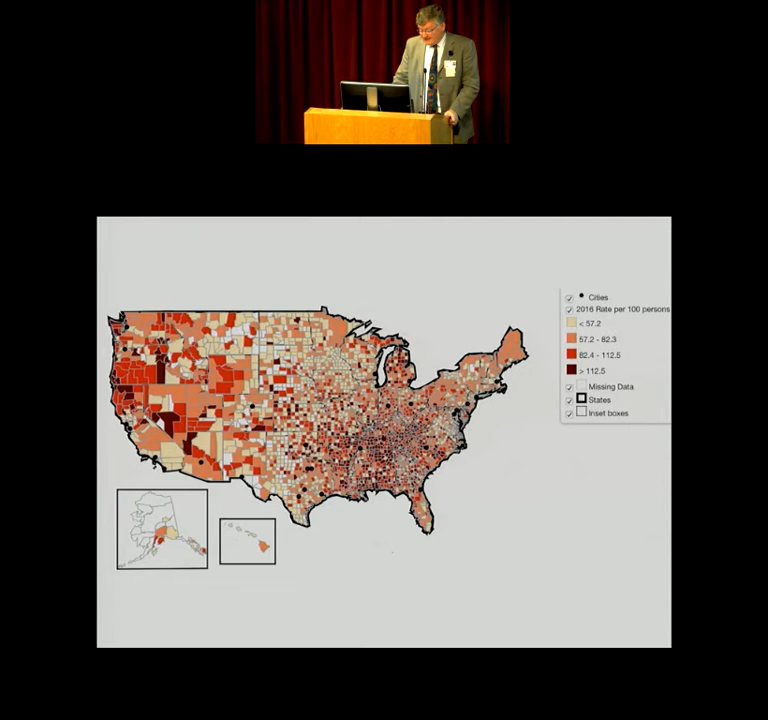 Cities
2016 Rate per 100 persons
< 57.2
57.2 - 82.3
82.4 - 112.5
> 112.5
Missing Data
States
Inset boxes